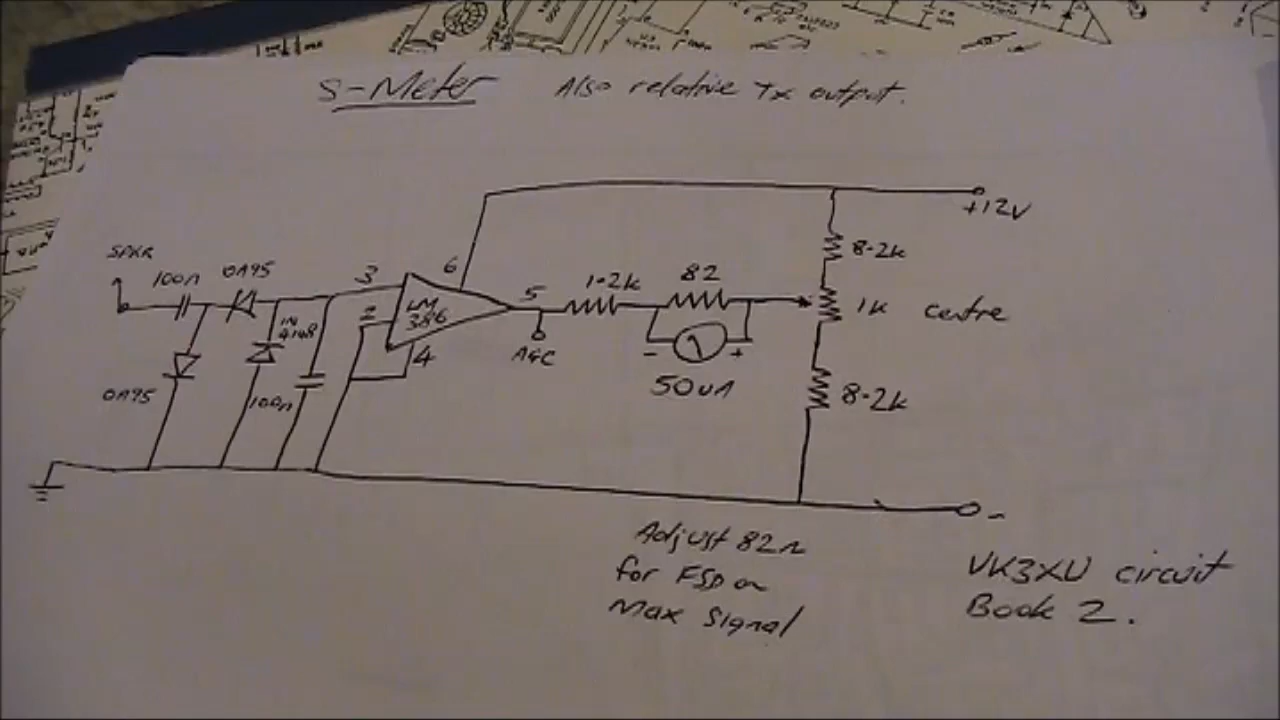 S-Meter Also relative Tx output.
+12V
8.2k
SPKR
100n OA95 3 6
1.2k 82
5
1k centre
1N
4148
2 LM
386
4
AGC
- +
OA95
100n
50uA
8.2k
-
Adjust 82Ω
for FSD on
Max Signal
VK3XU circuit
Book 2.